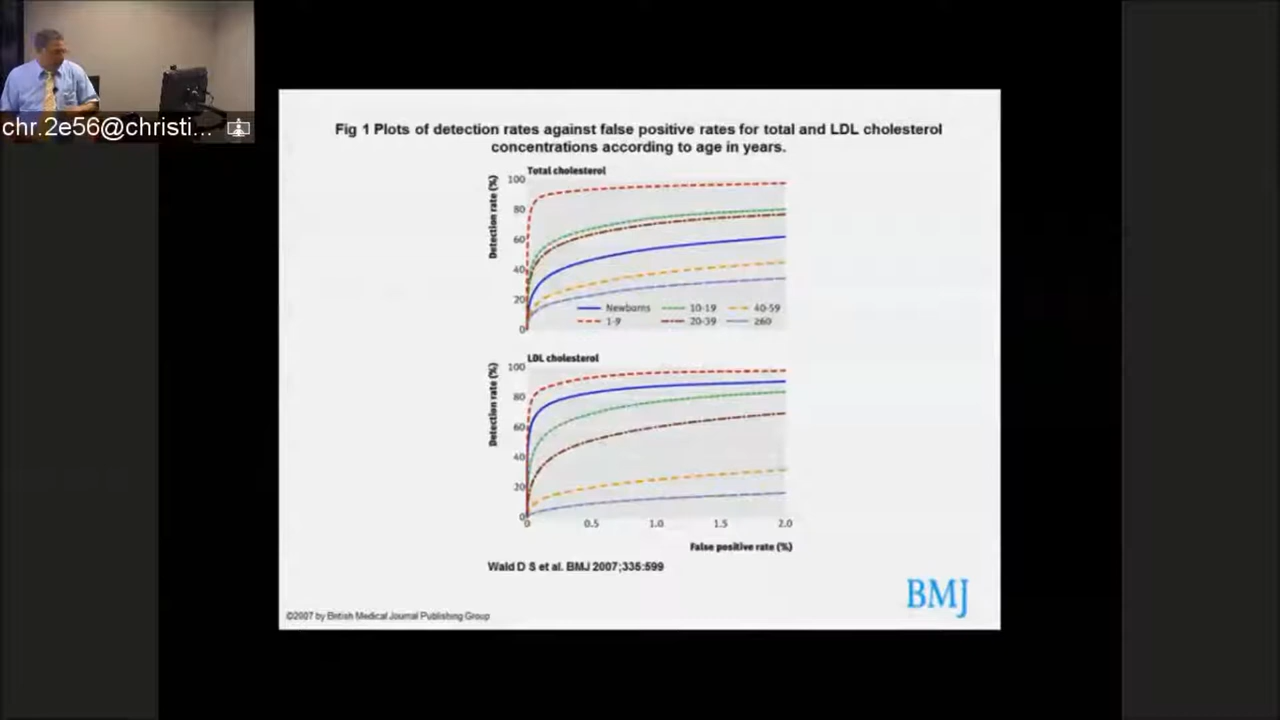 chr.2e56@christi...
Fig 1 Plots of detection rates against false positive rates for total and LDL cholesterol
concentrations according to age in years.
Total cholesterol
Detection rate (%)
100
80
60
40
20
0
Newborns 10-19 40-59
1-9 20-39 260
LDL cholesterol
Detection rate (%)
100
80
60
40
20
0
0 0.5 1.0 1.5 2.0
False positive rate (%)
Wald D S et al. BMJ 2007;335:599
BMJ
©2007 by British Medical Journal Publishing Group